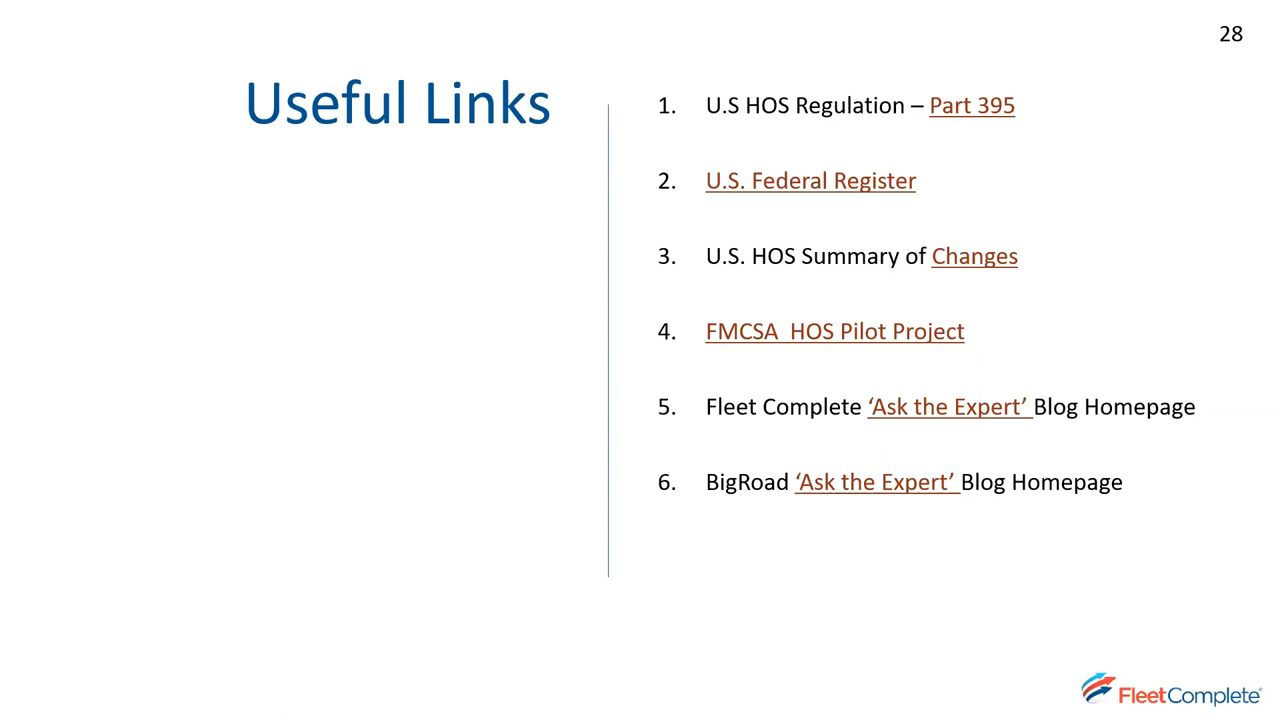 28
Useful Links
1. U.S HOS Regulation – Part 395
2. U.S. Federal Register
3. U.S. HOS Summary of Changes
4. FMCSA  HOS Pilot Project
5. Fleet Complete ‘Ask the Expert’ Blog Homepage
6. BigRoad ‘Ask the Expert’ Blog Homepage
FleetComplete®